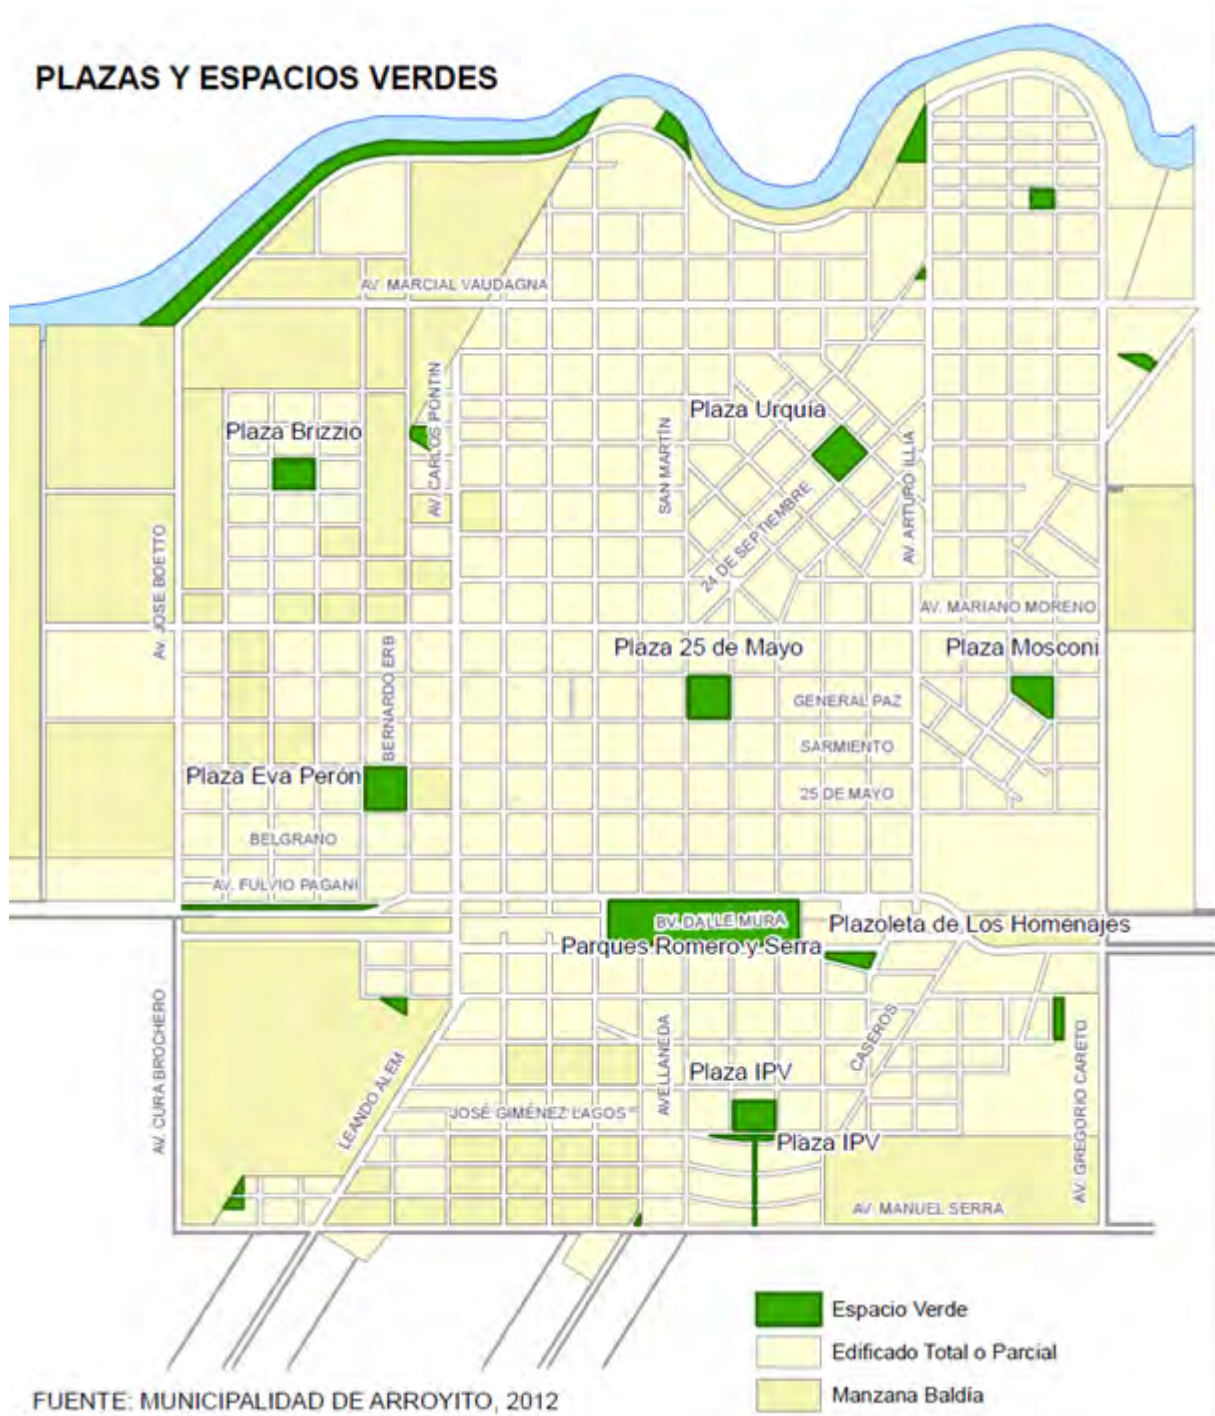 PLAZAS Y ESPACIOS VERDES
AV. MARCIAL VAUDAGNA
AV. CARLOS PONTIN
Plaza Urquia
Plaza Brizzio
SAN MARTÍN
AV. ARTURO ILLIA
24 DE SEPTIEMBRE
Av. JOSE BOETTO
AV. MARIANO MORENO
Plaza 25 de Mayo
Plaza Mosconi
BERNARDO ERB
GENERAL PAZ
SARMIENTO
Plaza Eva Perón
25 DE MAYO
BELGRANO
AV. FULVIO PAGANI
BV. DALLE MURA
Plazoleta de Los Homenajes
Parques Romero y Serra
AV. CURA BROCHERO
AVELLANEDA
CASEROS
AV. GREGORIO CARETO
Plaza IPV
LEANDO ALEM
JOSÉ GIMÉNEZ LAGOS
Plaza IPV
AV. MANUEL SERRA
Espacio Verde
Edificado Total o Parcial
Manzana Baldía
FUENTE: MUNICIPALIDAD DE ARROYITO, 2012